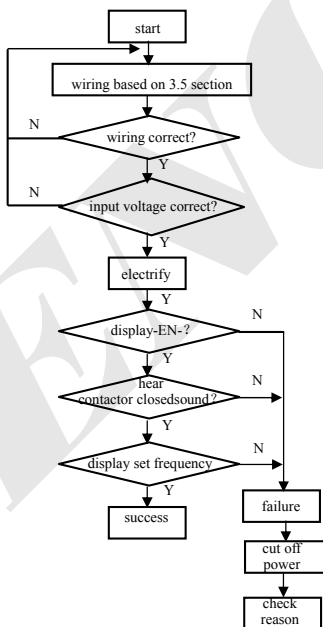 start
wiring based on 3.5 section
N
wiring correct?
Y
N
input voltage correct?
Y
electrify
Y
N
display-EN-?
Y
hear
N
contactor closedsound?
Y
N
display set frequency
Y
success
failure
cut off
power
check
reason